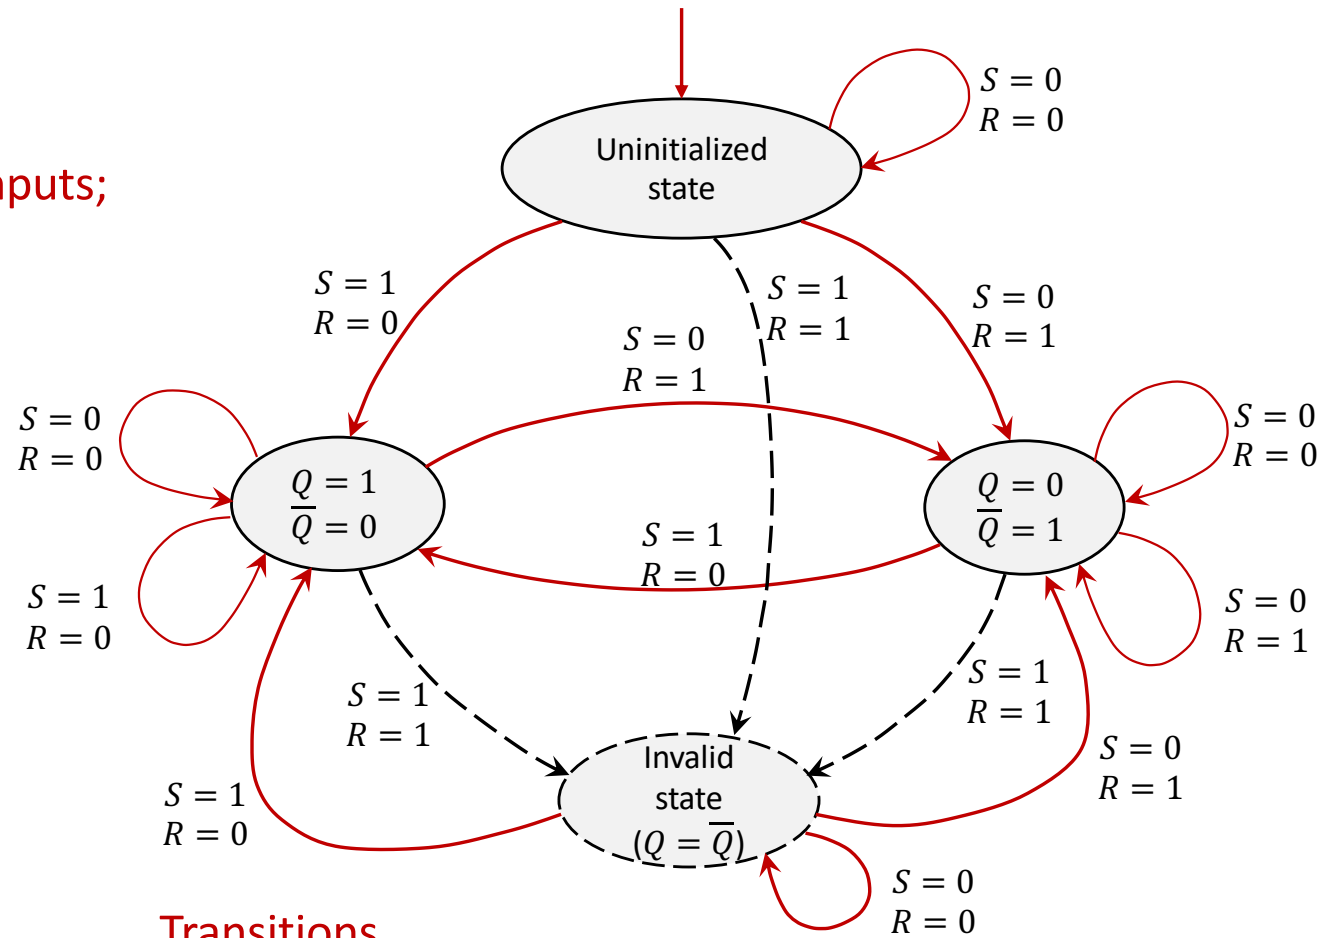 S = 0
R = 0
Uninitialized
state
nputs;
S = 1
R = 0
S = 1
R = 1
S = 0
R = 1
S = 0
R = 1
S = 0
R = 0
S = 0
R = 0
Q = 1
Q̅ = 0
Q = 0
Q̅ = 1
S = 1
R = 0
S = 1
R = 0
S = 0
R = 1
S = 1
R = 1
S = 1
R = 1
S = 0
R = 1
Invalid
state
(Q = Q̅)
S = 1
R = 0
S = 0
R = 0
Transitions